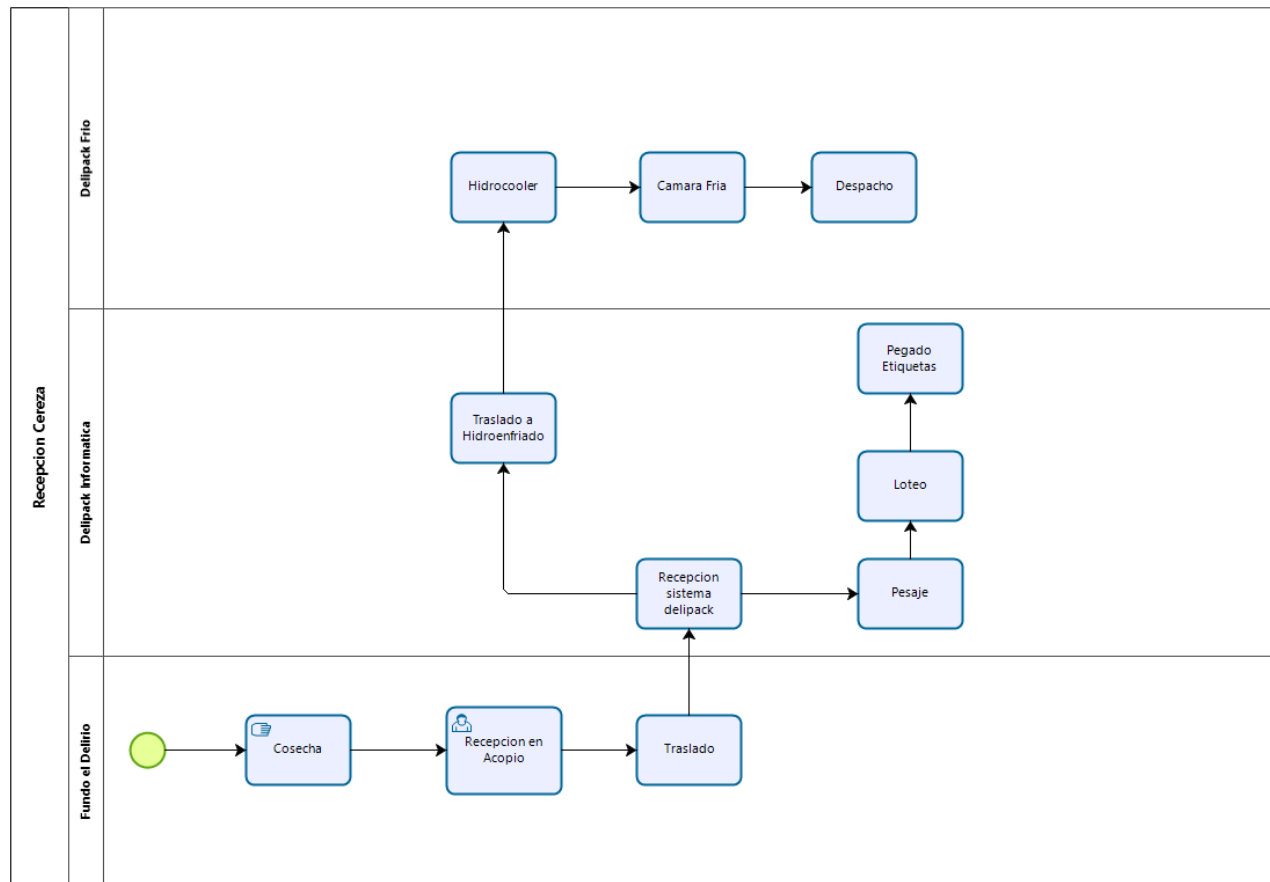 Recepcion Cereza
Delipack Frio
Hidrocooler
Camara Fria
Despacho
Delipack Informatica
Pegado
Etiquetas
Traslado a
Hidroenfriado
Loteo
Recepcion
sistema
delipack
Pesaje
Fundo el Delirio
Cosecha
Recepcion en
Acopio
Traslado